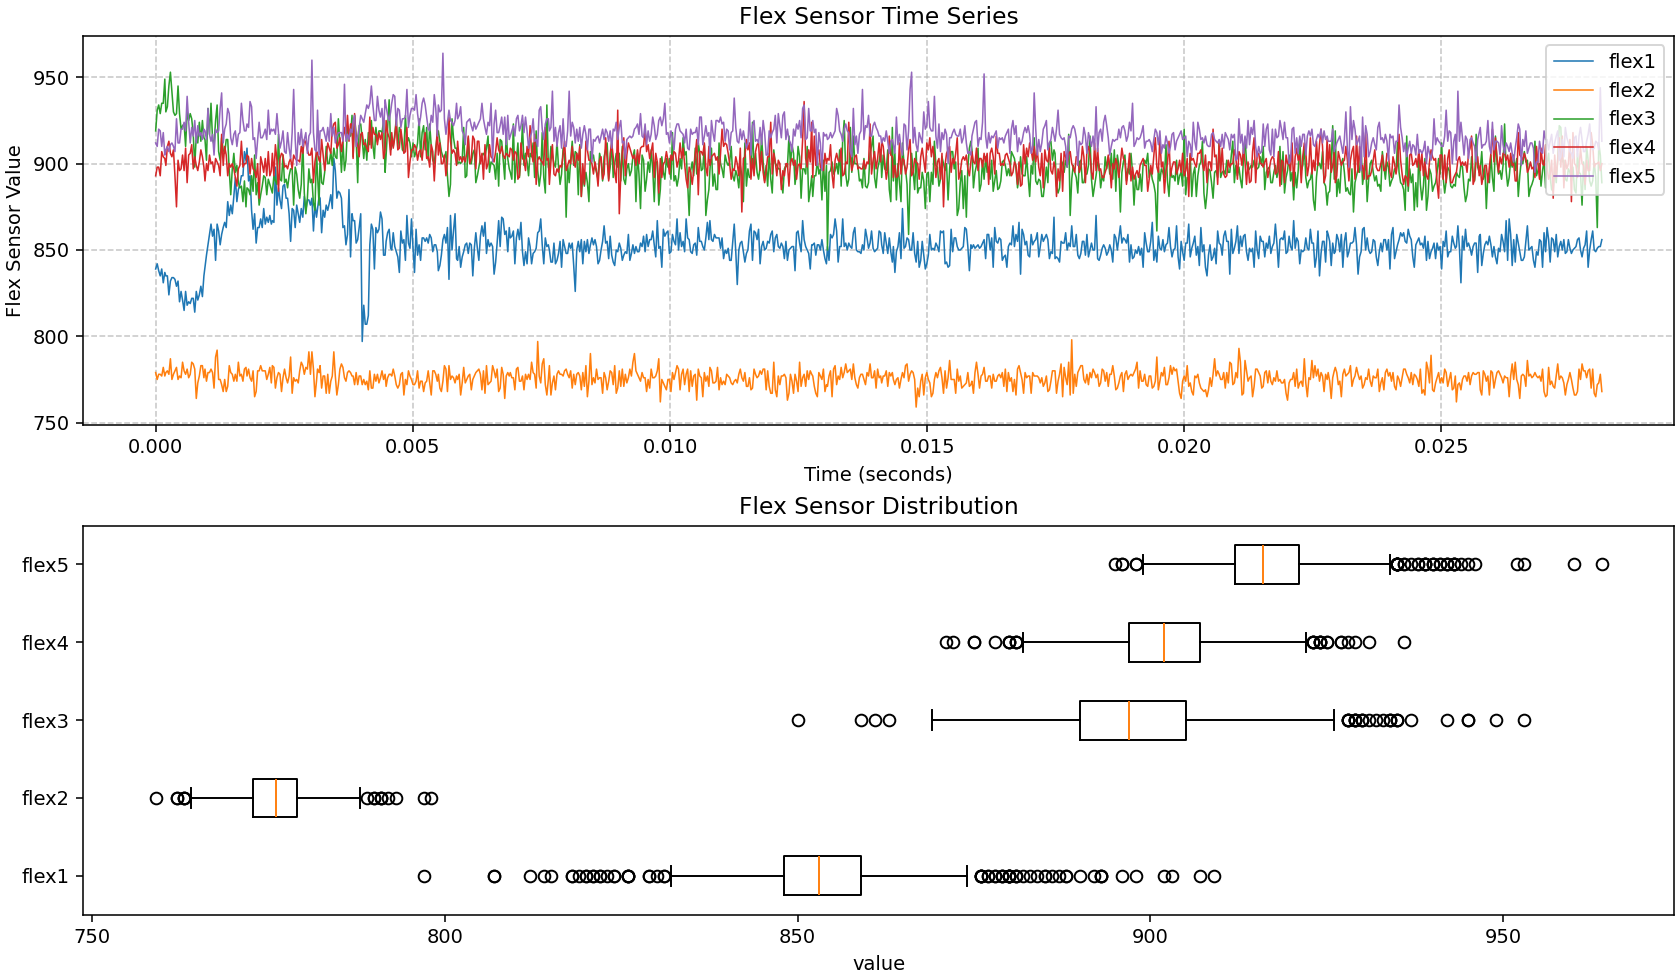 Flex Sensor Time Series
Flex Sensor Value
950
900
850
800
750
flex1
flex2
flex3
flex4
flex5
0.000 0.005 0.010 0.015 0.020 0.025
Time (seconds)
Flex Sensor Distribution
flex5
flex4
flex3
flex2
flex1
750 800 850 900 950
value